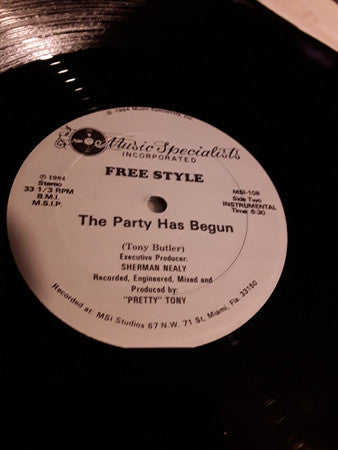 © 1984 Music Specialists, Inc.
Music Specialists
INCORPORATED
FREE STYLE
℗ 1984
Stereo
33 1/3 RPM
B.M.I.
M.S.I.P.
MSI-108
Side Two
INSTRUMENTAL
Time: 6:30
The Party Has Begun
(Tony Butler)
Executive Producer:
SHERMAN NEALY
Recorded, Engineered, Mixed and
Produced by:
"PRETTY" TONY
Recorded at: MSI Studios 67 N.W. 71 St. Miami, Fla 33150